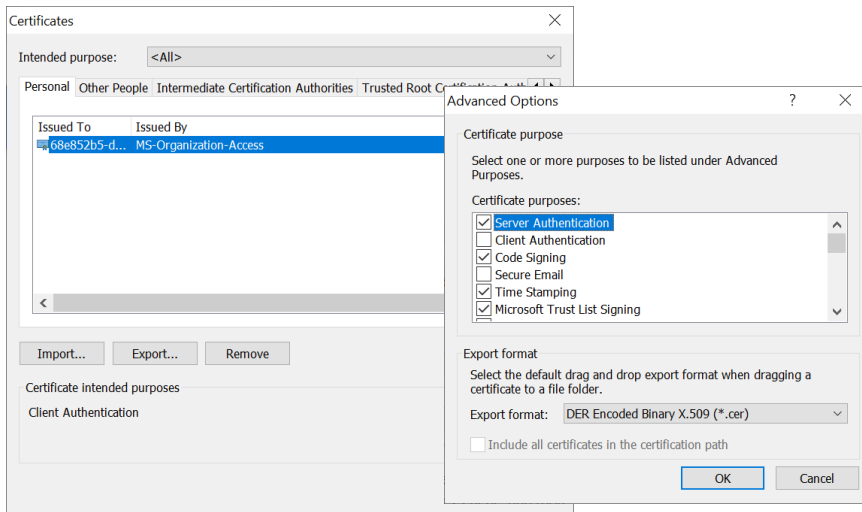 Certificates
Intended purpose:
<All>
Personal
Other People
Intermediate Certification Authorities
Trusted Root
Issued To
Issued By
68e852b5-d...
MS-Organization-Access
Import...
Export...
Remove
Certificate intended purposes
Client Authentication
Advanced Options
?
Certificate purpose
Select one or more purposes to be listed under Advanced
Purposes.
Certificate purposes:
Server Authentication
Client Authentication
Code Signing
Secure Email
Time Stamping
Microsoft Trust List Signing
Export format
Select the default drag and drop export format when dragging a
certificate to a file folder.
Export format:
DER Encoded Binary X.509 (*.cer)
Include all certificates in the certification path
OK
Cancel